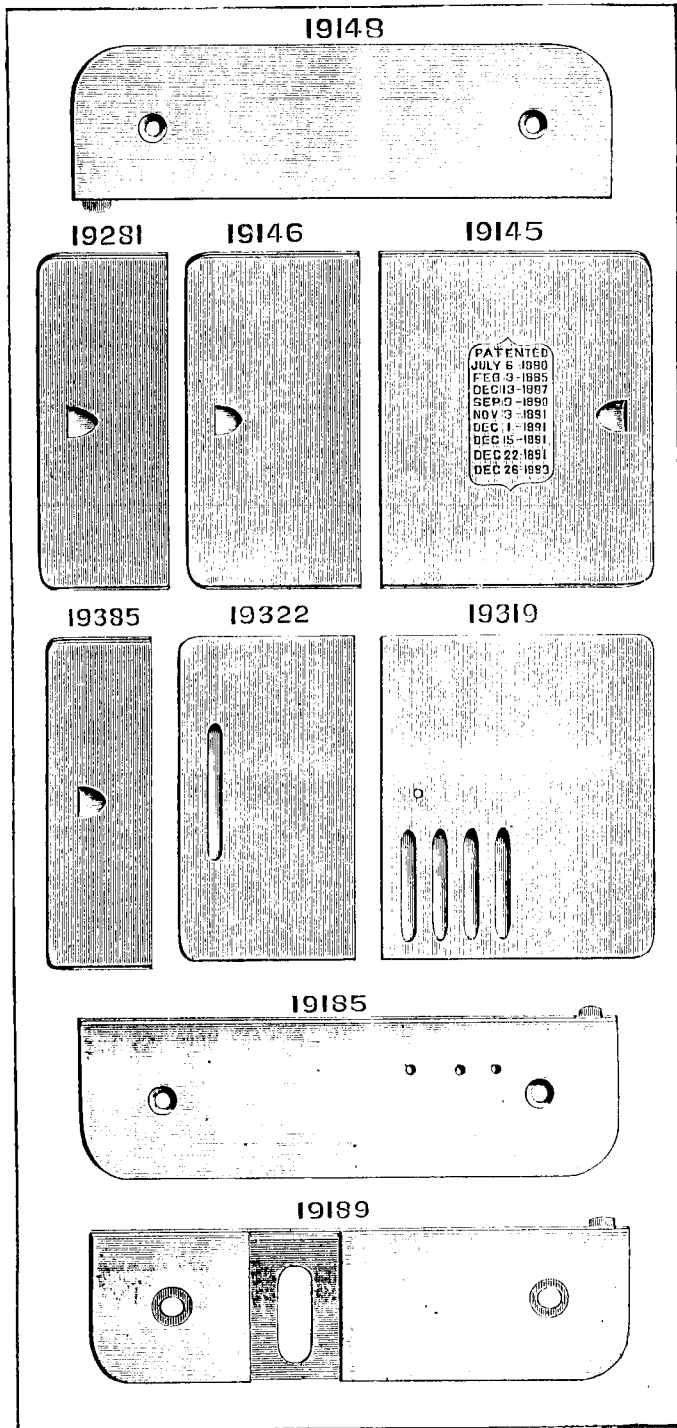 19148
19281 19146 19145
PATENTED
JULY 6-1880
FEB 3-1885
DEC 13-1887
SEP 9-1890
NOV 3-1891
DEC 1-1891
DEC 15-1891
DEC 22-1891
DEC 26-1893
19385 19322 19319
19185
19189